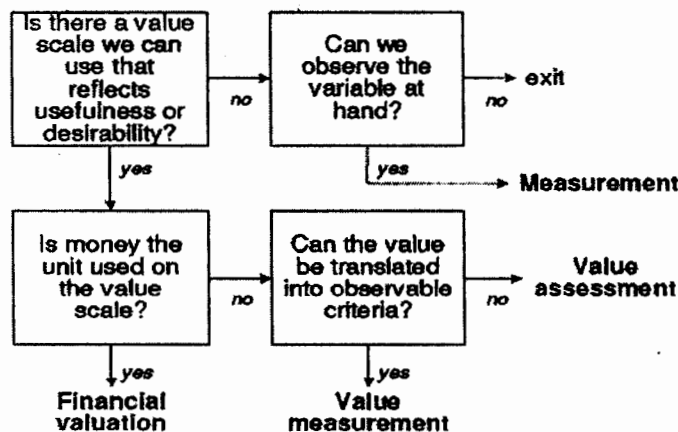 Is there a value
scale we can
use that
reflects
usefulness or
desirability?
no
Can we
observe the
variable at
hand?
no
exit
yes
yes
Measurement
Is money the
unit used on
the value
scale?
no
Can the value
be translated
into observable
criteria?
no
Value
assessment
yes
Financial
valuation
yes
Value
measurement